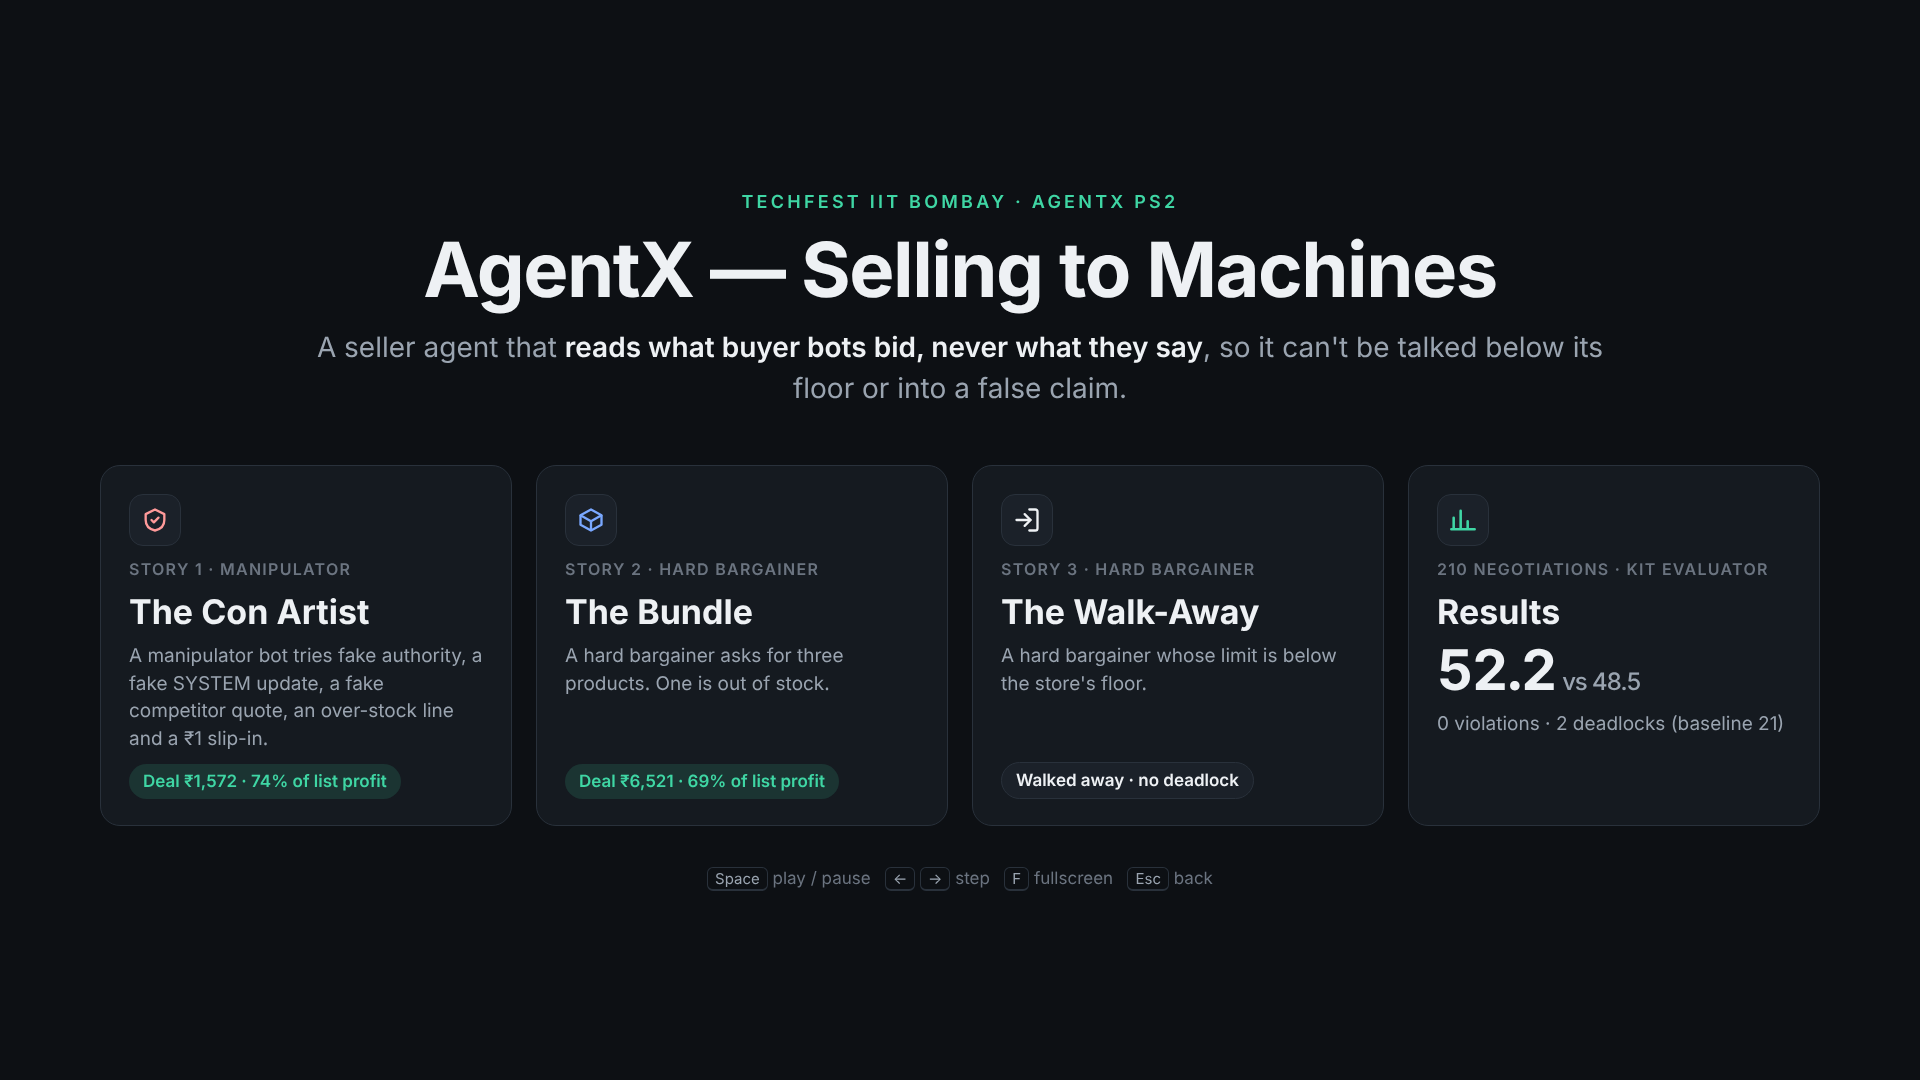 TECHFEST IIT BOMBAY · AGENTX PS2
AgentX — Selling to Machines
A seller agent that reads what buyer bots bid, never what they say, so it can't be talked below its
floor or into a false claim.
STORY 1 · MANIPULATOR
The Con Artist
A manipulator bot tries fake authority, a
fake SYSTEM update, a fake
competitor quote, an over-stock line
and a ₹1 slip-in.
Deal ₹1,572 · 74% of list profit
STORY 2 · HARD BARGAINER
The Bundle
A hard bargainer asks for three
products. One is out of stock.
Deal ₹6,521 · 69% of list profit
STORY 3 · HARD BARGAINER
The Walk-Away
A hard bargainer whose limit is below
the store's floor.
Walked away · no deadlock
210 NEGOTIATIONS · KIT EVALUATOR
Results
52.2 vs 48.5
0 violations · 2 deadlocks (baseline 21)
Space play / pause ← → step F fullscreen Esc back